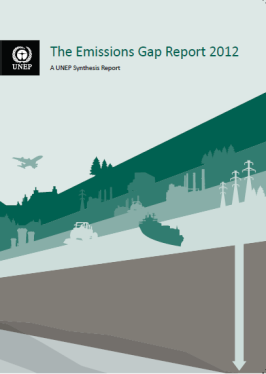 The Emissions Gap Report 2012
A UNEP Synthesis Report
UNEP